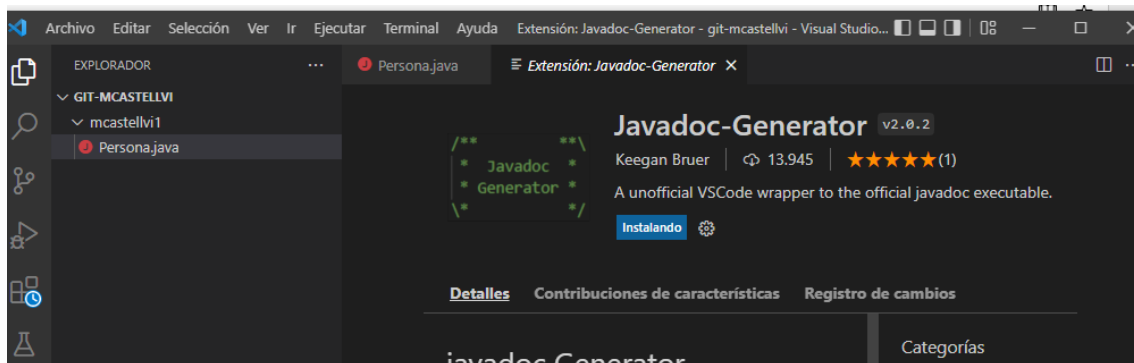 Archivo Editar Selección Ver Ir Ejecutar Terminal Ayuda Extensión: Javadoc-Generator - git-mcastellvi - Visual Studio...
EXPLORADOR
GIT-MCASTELLVI
mcastellvi1
Persona.java
Persona.java
Extensión: Javadoc-Generator
/** **\
* Javadoc *
* Generator *
\* */
Javadoc-Generator v2.0.2
Keegan Bruer 13.945 (1)
A unofficial VSCode wrapper to the official javadoc executable.
Instalando
Detalles Contribuciones de características Registro de cambios
javadoc Generator
Categorías